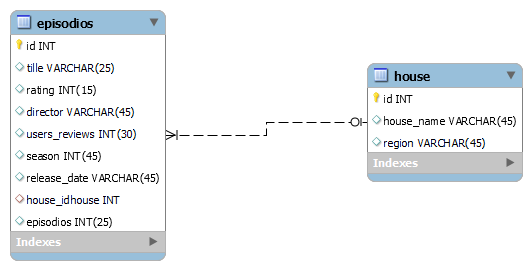 episodios
id INT
tille VARCHAR(25)
rating INT(15)
director VARCHAR(45)
users_reviews INT(30)
season INT(45)
release_date VARCHAR(45)
house_idhouse INT
episodios INT(25)
Indexes
house
id INT
house_name VARCHAR(45)
region VARCHAR(45)
Indexes